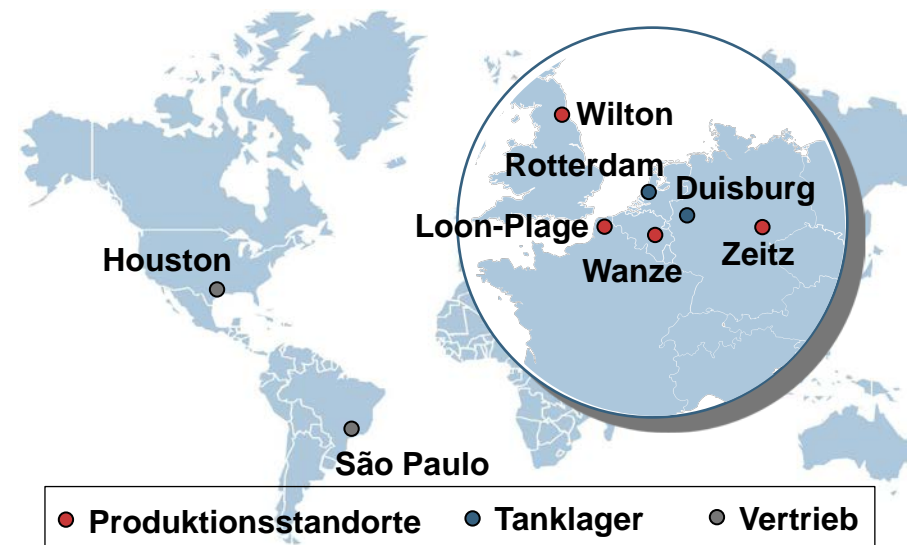 Wilton
Rotterdam
Duisburg
Loon-Plage
Wanze
Zeitz
Houston
São Paulo
Produktionsstandorte Tanklager Vertrieb